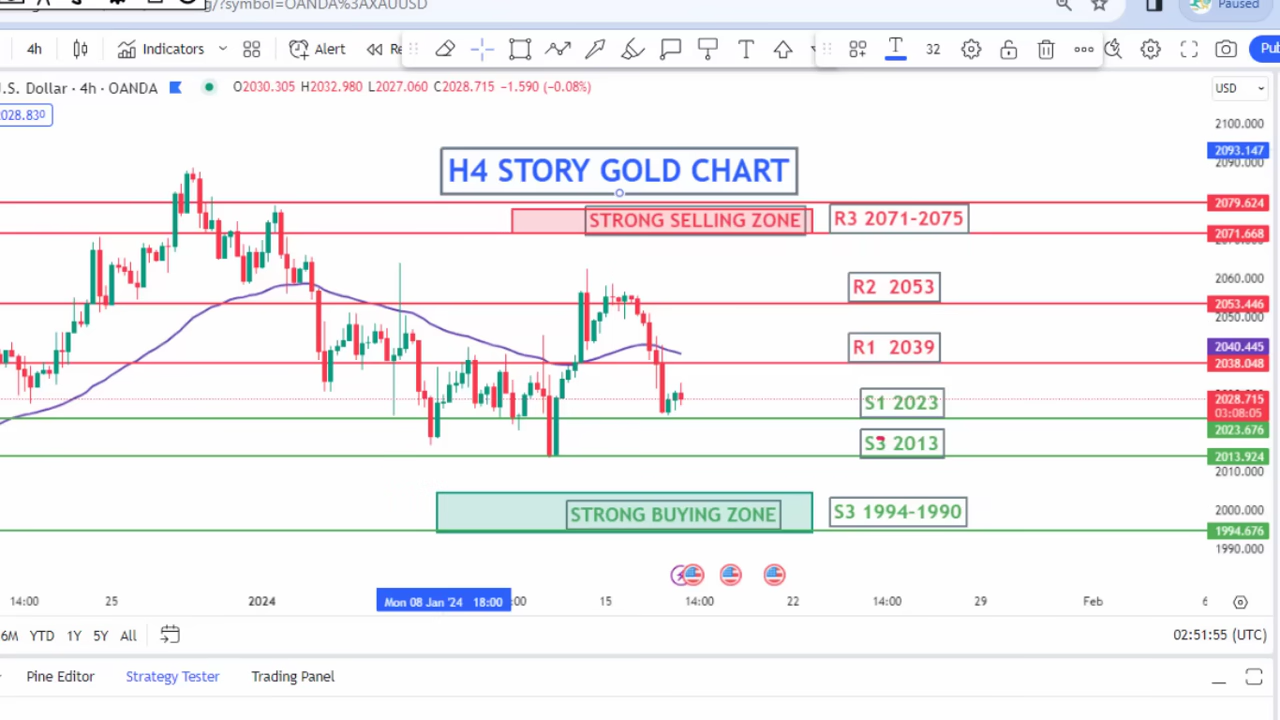 g/?symbol=OANDA%3AXAUUSD
Paused
4h Indicators Alert Re T T 32 Pub
.S. Dollar · 4h · OANDA O2030.305 H2032.980 L2027.060 C2028.715 −1.590 (−0.08%)
USD
2028.830
2100.000
2093.147
2090.000
H4 STORY GOLD CHART
2079.624
STRONG SELLING ZONE
R3 2071-2075
2071.668
2060.000
R2 2053
2053.446
2050.000
R1 2039
2040.445
2038.048
2028.715
03:08:05
S1 2023
2023.676
S3 2013
2013.924
2010.000
STRONG BUYING ZONE
S3 1994-1990
2000.000
1994.676
1990.000
14:00 25 2024 Mon 08 Jan '24 18:00 :00 15 14:00 22 14:00 29 Feb 6
6M YTD 1Y 5Y All
02:51:55 (UTC)
Pine Editor Strategy Tester Trading Panel